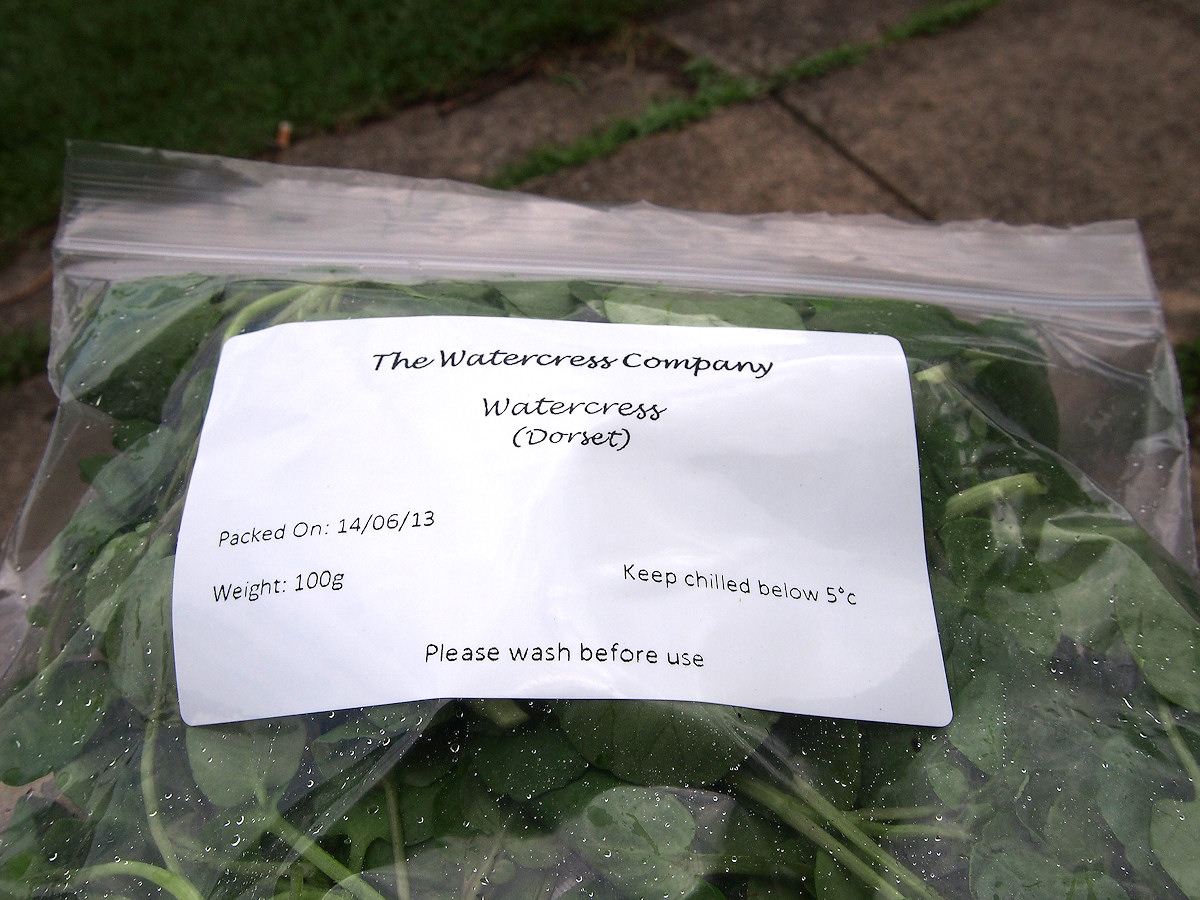 The Watercress Company
Watercress
(Dorset)
Packed On: 14/06/13
Weight: 100g
Keep chilled below 5°c
Please wash before use